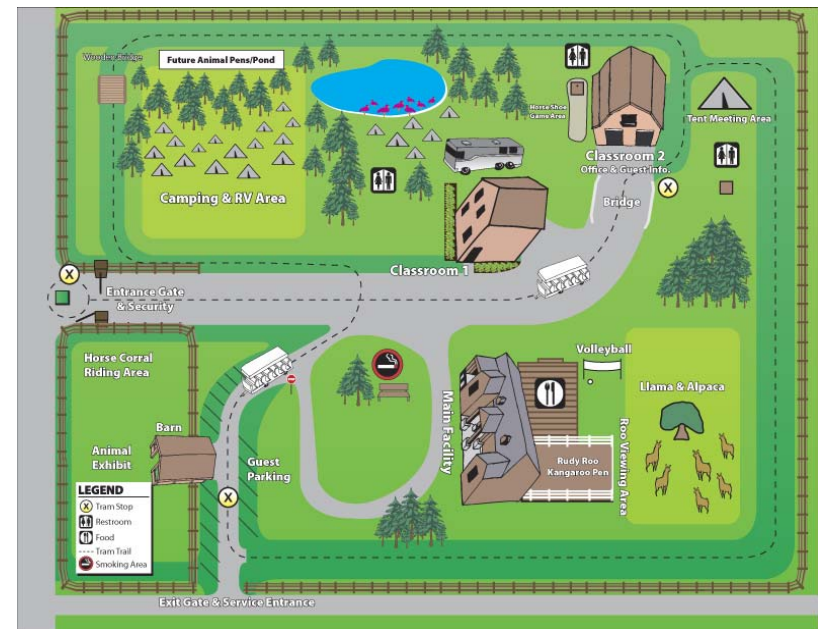 Wooden Bridge
Future Animal Pens/Pond
Horse Shoe
Game Area
Tent Meeting Area
Classroom 2
Office & Guest Info.
Camping & RV Area
X
Bridge
Classroom 1
X
Entrance Gate
& Security
Volleyball
Horse Corral
Riding Area
Llama & Alpaca
Main Facility
Barn
Roo Viewing Area
Animal
Exhibit
Guest
Parking
Rudy Roo
Kangaroo Pen
X
LEGEND
X Tram Stop
Restroom
Food
Tram Trail
Smoking Area
Exit Gate & Service Entrance